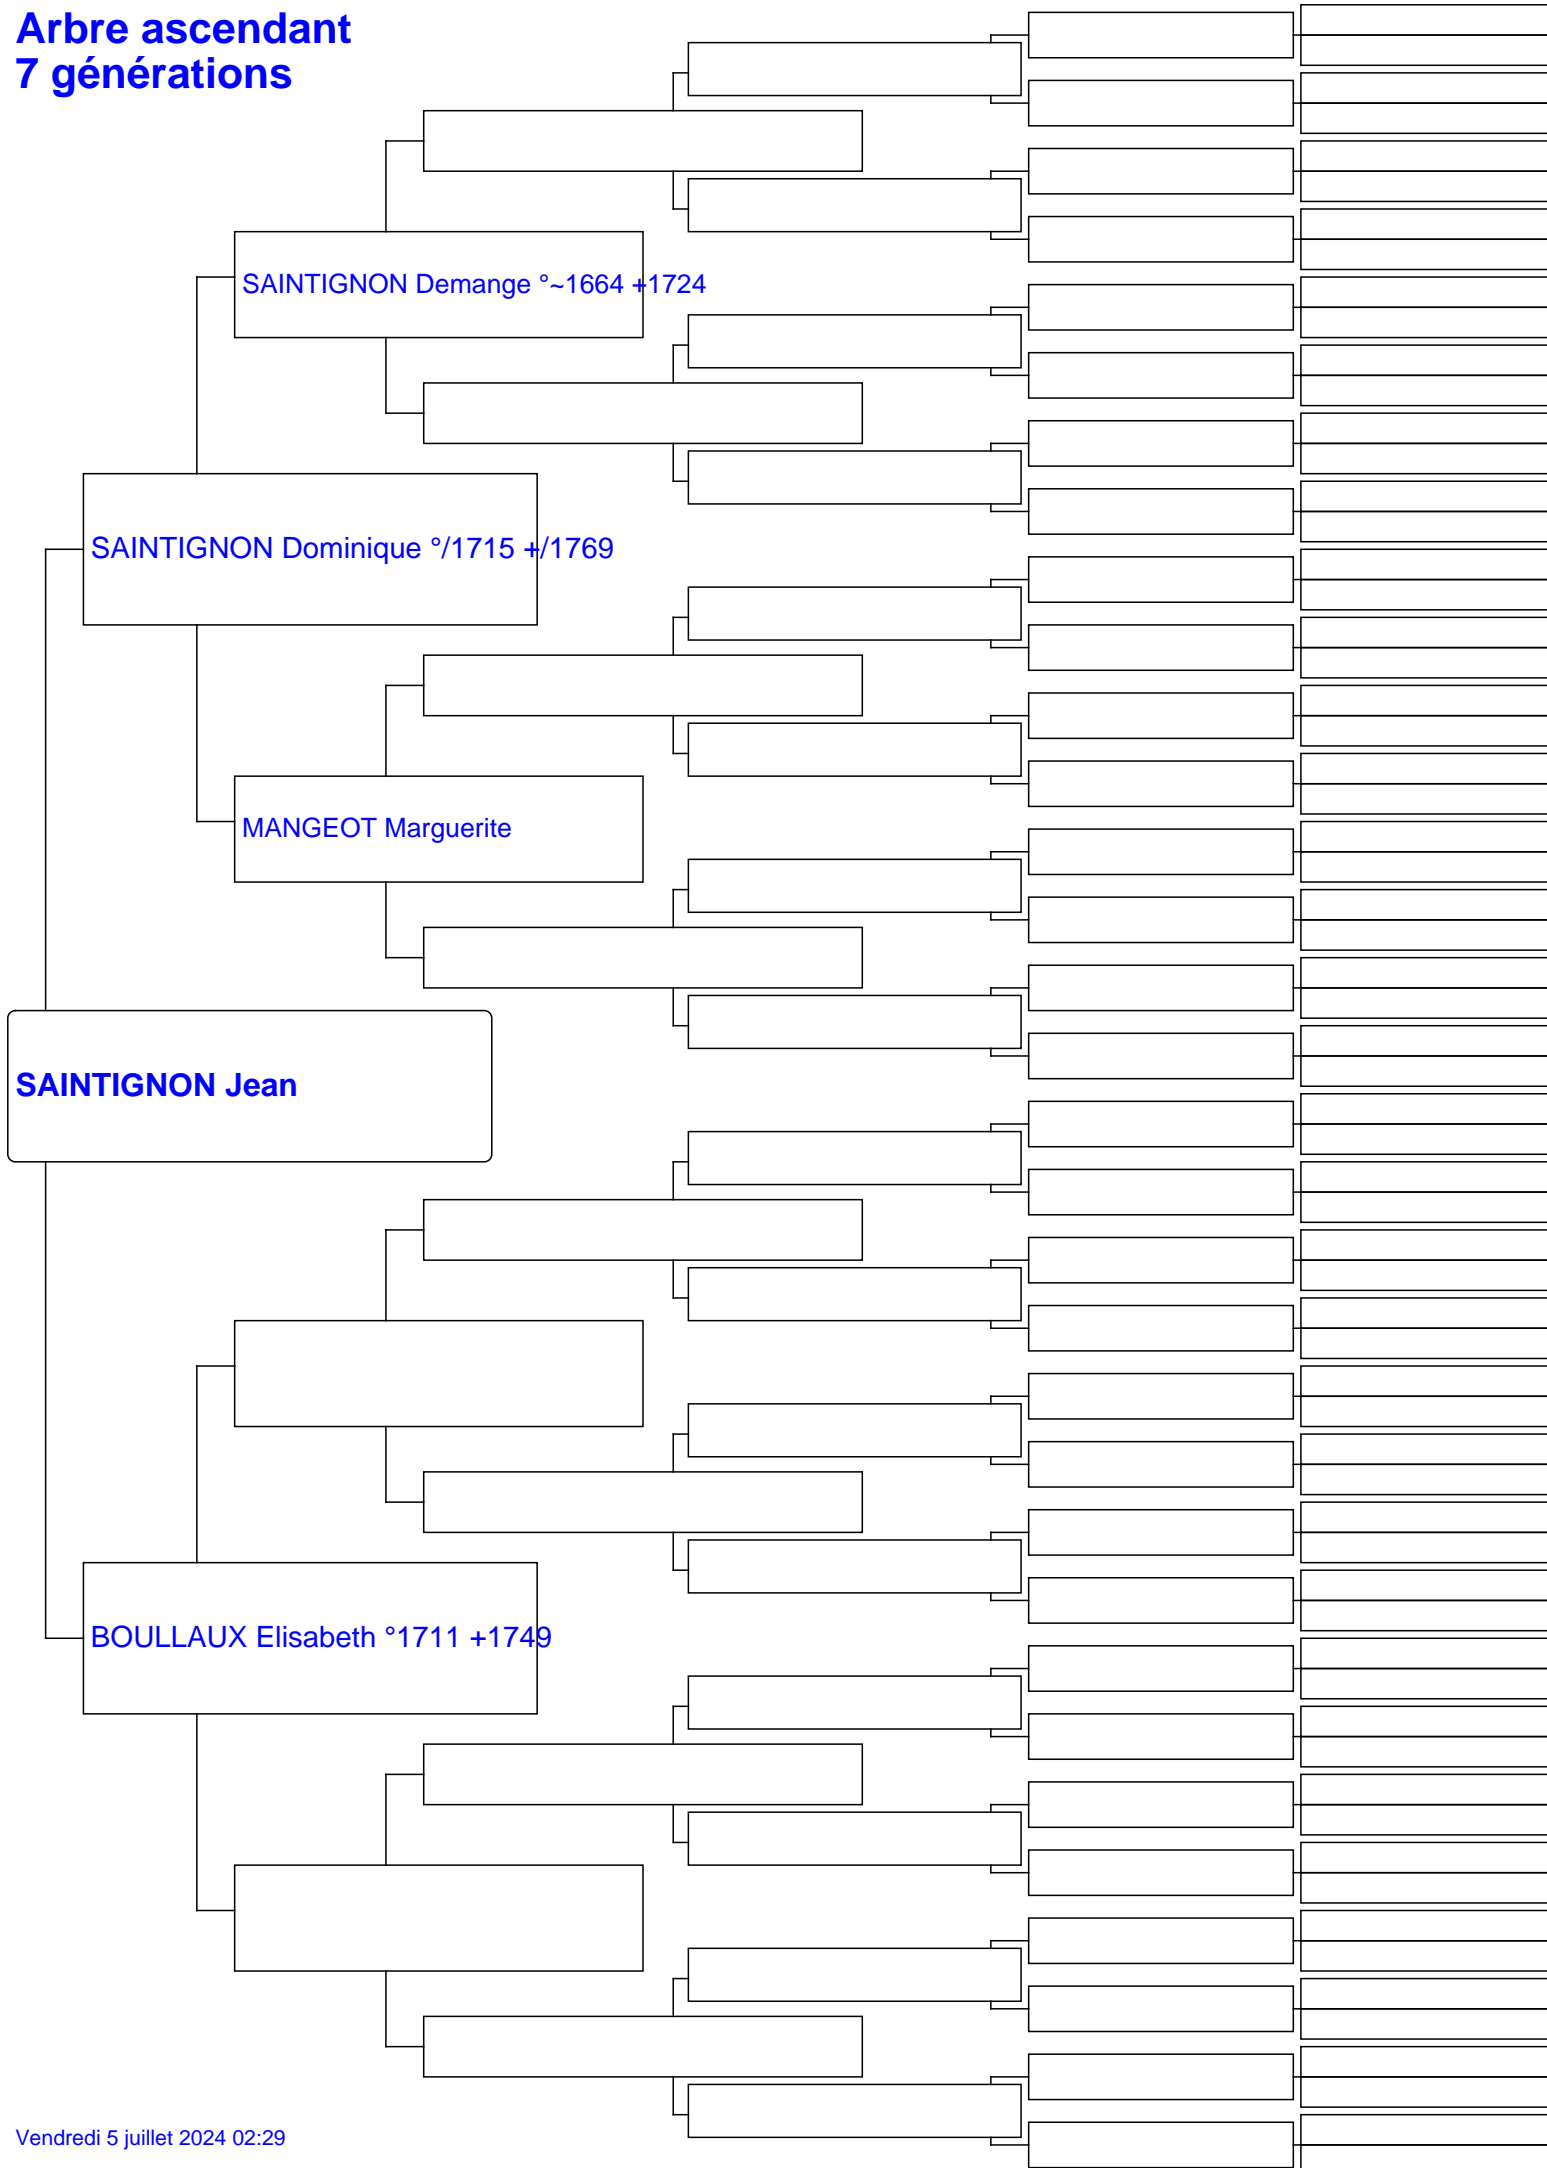 Arbre ascendant
7 générations
SAINTIGNON Demange °~1664 +1724
SAINTIGNON Dominique °/1715 +/1769
MANGEOT Marguerite
SAINTIGNON Jean
BOULLAUX Elisabeth °1711 +1749
Vendredi 5 juillet 2024 02:29